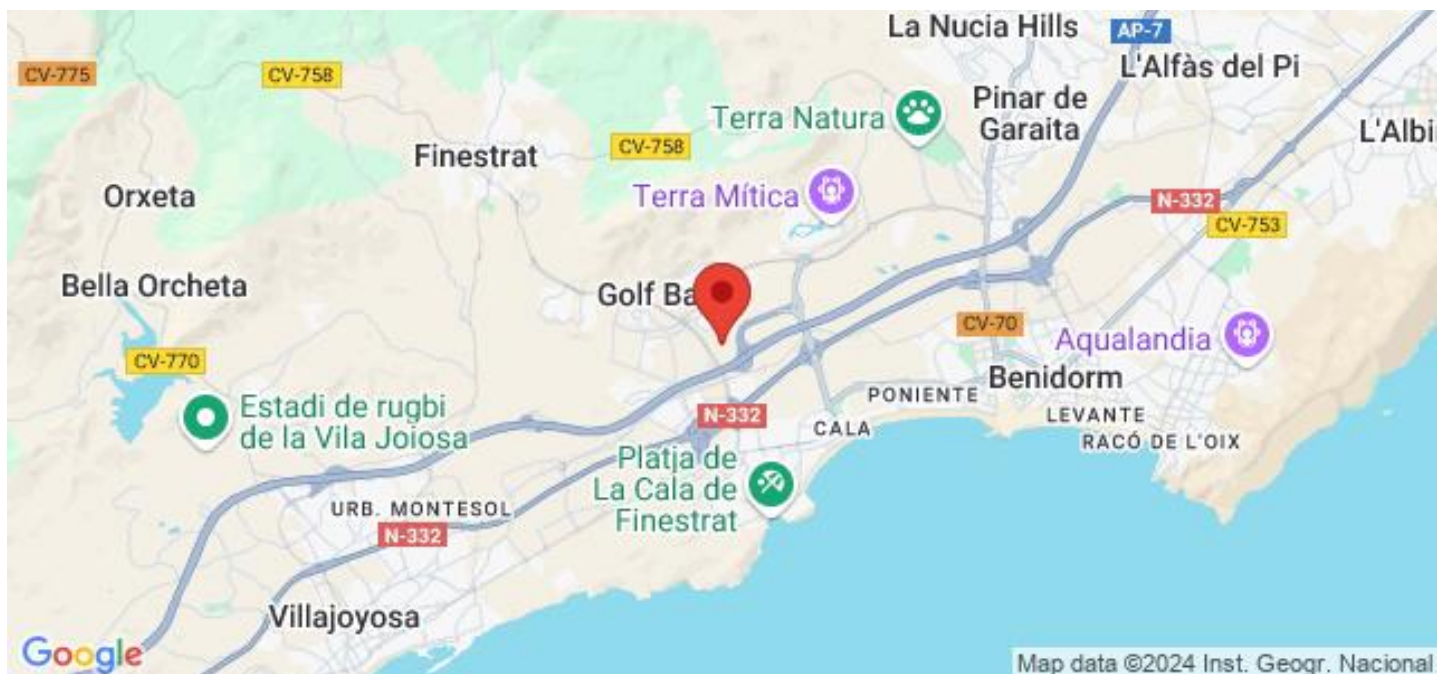 La Nucia Hills
AP-7
CV-775
CV-758
L'Alfàs del Pi
Pinar de
Garaita
Terra Natura
CV-758
Finestrat
L'Albi
Orxeta
Terra Mítica
N-332
CV-753
Bella Orcheta
Golf Ba
CV-70
Aqualandia
CV-770
Benidorm
PONIENTE
LEVANTE
Estadi de rugbi
de la Vila Joiosa
N-332
CALA
RACÓ DE L'OIX
Platja de
La Cala de
Finestrat
URB. MONTESOL
N-332
Villajoyosa
Google
Map data ©2024 Inst. Geogr. Nacional